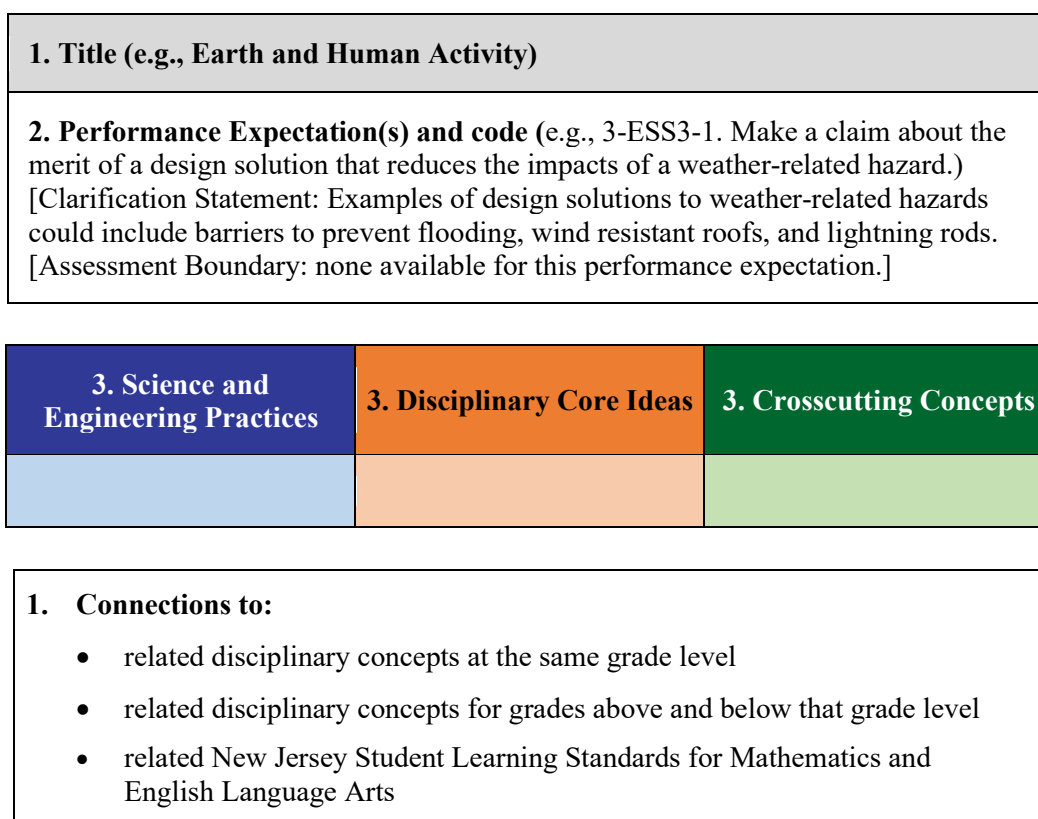 1. Title (e.g., Earth and Human Activity)
2. Performance Expectation(s) and code (e.g., 3-ESS3-1. Make a claim about the
merit of a design solution that reduces the impacts of a weather-related hazard.)
[Clarification Statement: Examples of design solutions to weather-related hazards
could include barriers to prevent flooding, wind resistant roofs, and lightning rods.
[Assessment Boundary: none available for this performance expectation.]
3. Science and
Engineering Practices
3. Disciplinary Core Ideas
3. Crosscutting Concepts
1. Connections to:
• related disciplinary concepts at the same grade level
• related disciplinary concepts for grades above and below that grade level
• related New Jersey Student Learning Standards for Mathematics and
English Language Arts